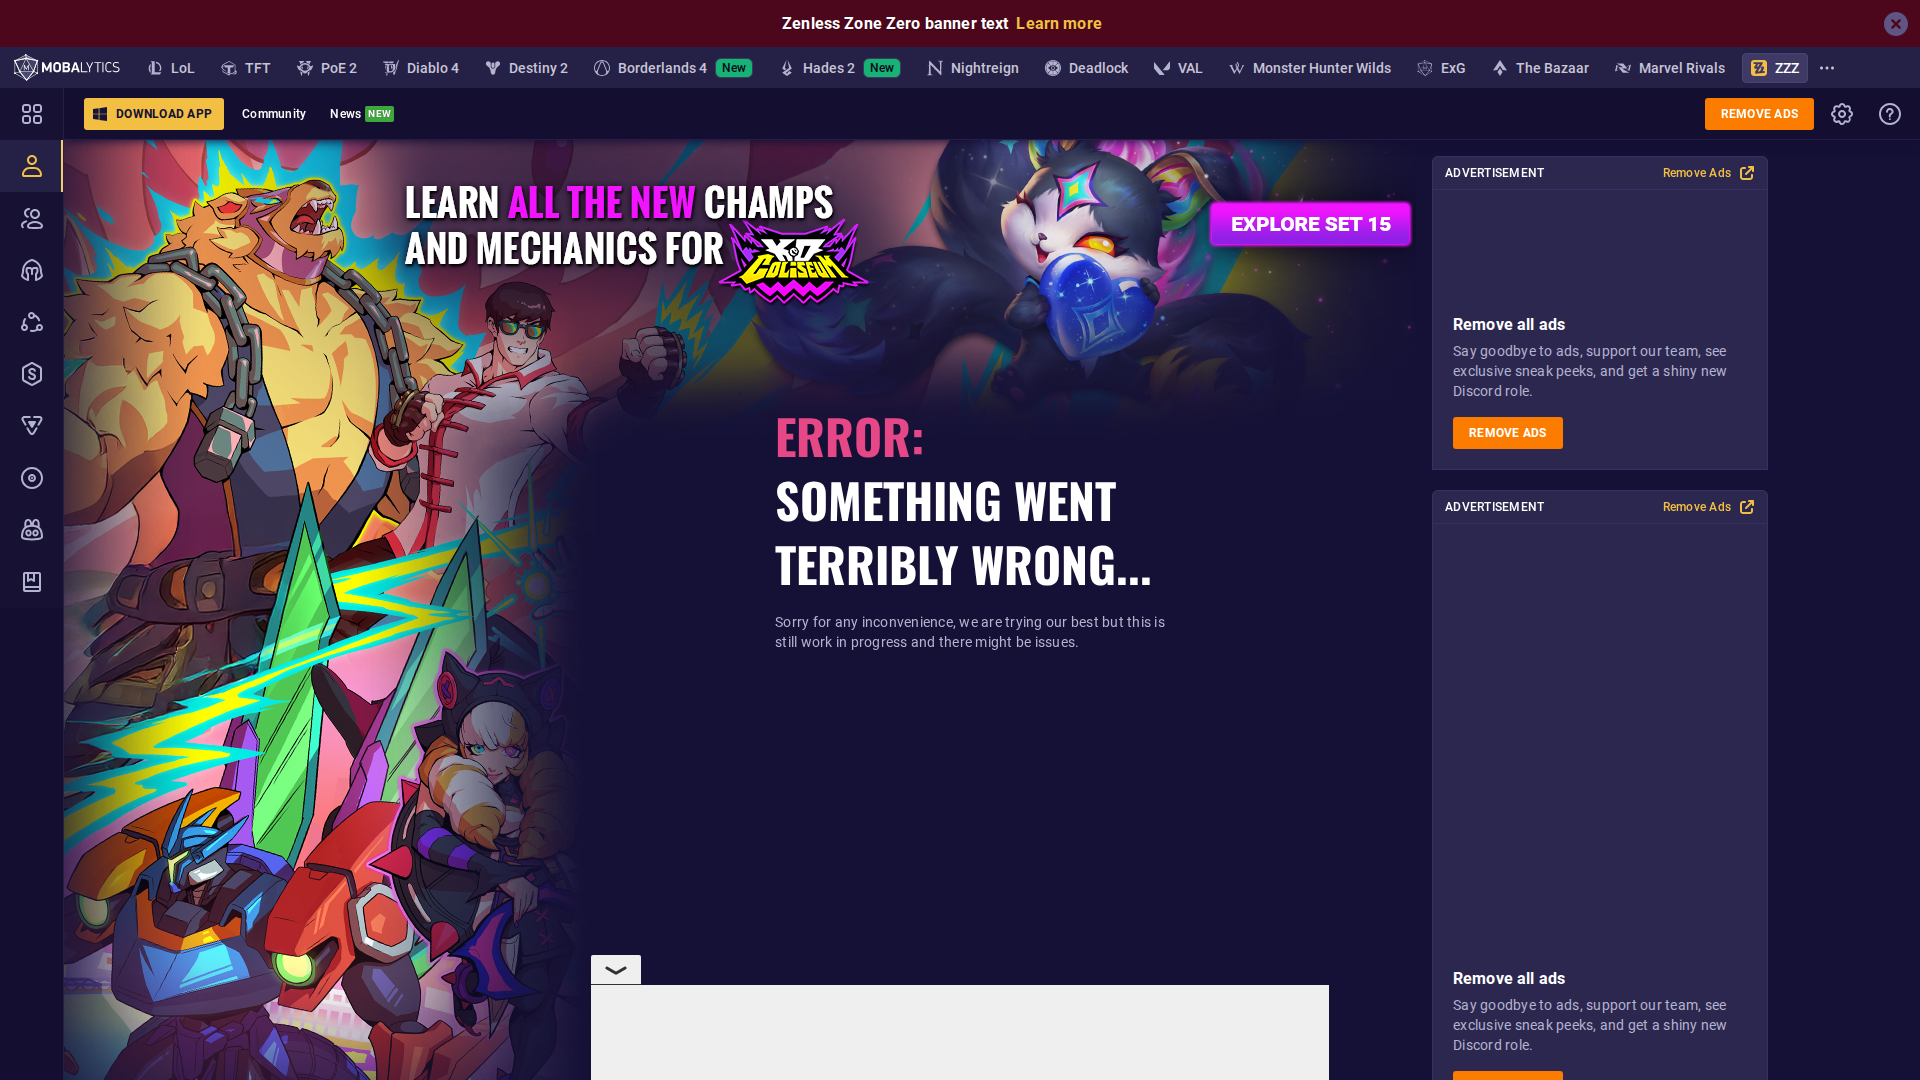 Zenless Zone Zero banner text Learn more
MOBALYTICS
LoL
TFT
PoE 2
Diablo 4
Destiny 2
Borderlands 4 New
Hades 2 New
Nightreign
Deadlock
VAL
Monster Hunter Wilds
ExG
The Bazaar
Marvel Rivals
ZZZ
DOWNLOAD APP
Community
News NEW
REMOVE ADS
LEARN ALL THE NEW CHAMPS
AND MECHANICS FOR
K.O. COLISEUM
EXPLORE SET 15
ERROR:
SOMETHING WENT
TERRIBLY WRONG...
Sorry for any inconvenience, we are trying our best but this is
still work in progress and there might be issues.
ADVERTISEMENT
Remove Ads
Remove all ads
Say goodbye to ads, support our team, see
exclusive sneak peeks, and get a shiny new
Discord role.
REMOVE ADS
ADVERTISEMENT
Remove Ads
Remove all ads
Say goodbye to ads, support our team, see
exclusive sneak peeks, and get a shiny new
Discord role.